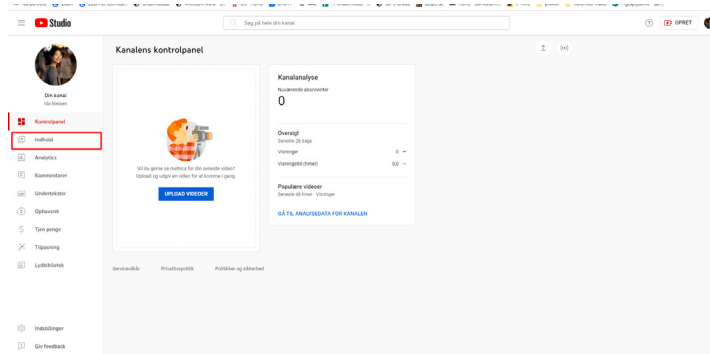 Studio
Søg på hele din kanal
OPRET
Din kanal
Ida Nielsen
Kontrolpanel
Indhold
Analytics
Kommentarer
Undertekster
Ophavsret
Tjen penge
Tilpasning
Lydbibliotek
Indstillinger
Giv feedback
Kanalens kontrolpanel
Vil du gerne se metrics for din seneste video?
Upload og udgiv en video for at komme i gang.
UPLOAD VIDEOER
Kanalanalyse
Nuværende abonnenter
0
Oversigt
Seneste 28 dage
Visninger 0 —
Visningstid (timer) 0,0 —
Populære videoer
Seneste 48 timer · Visninger
GÅ TIL ANALYSEDATA FOR KANALEN
Servicevilkår Privatlivspolitik Politikker og sikkerhed